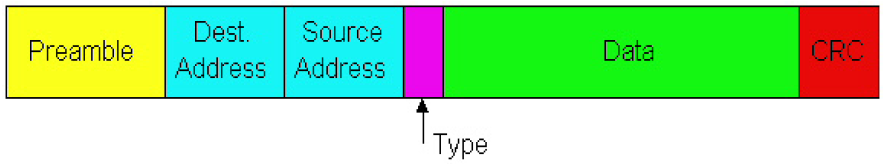 Preamble
Dest.
Address
Source
Address
Data
CRC
Type